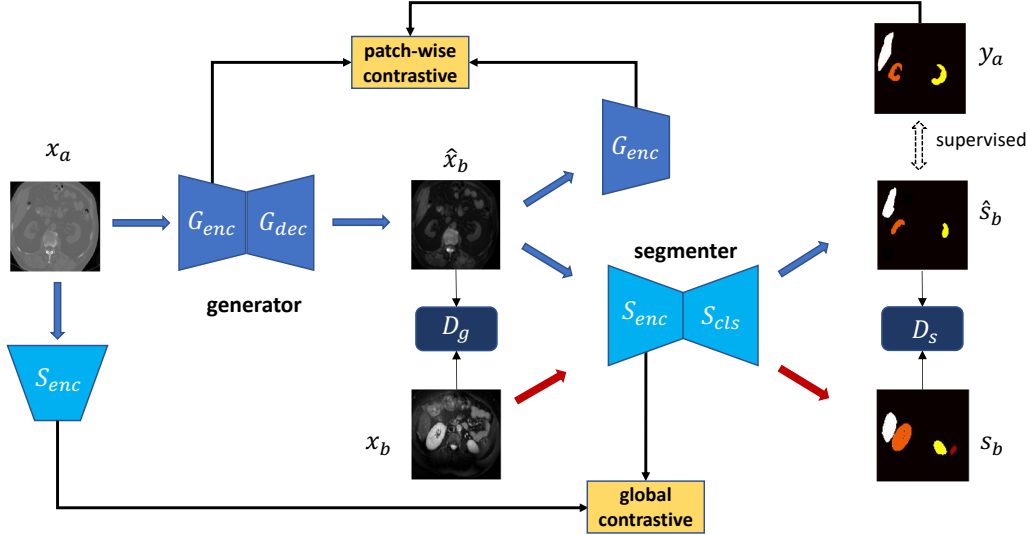 patch-wise
contrastive
y_a
supervised
x_a
x̂_b
G_enc
G_enc
G_dec
ŝ_b
generator
segmenter
S_enc
S_cls
D_g
D_s
S_enc
x_b
s_b
global
contrastive